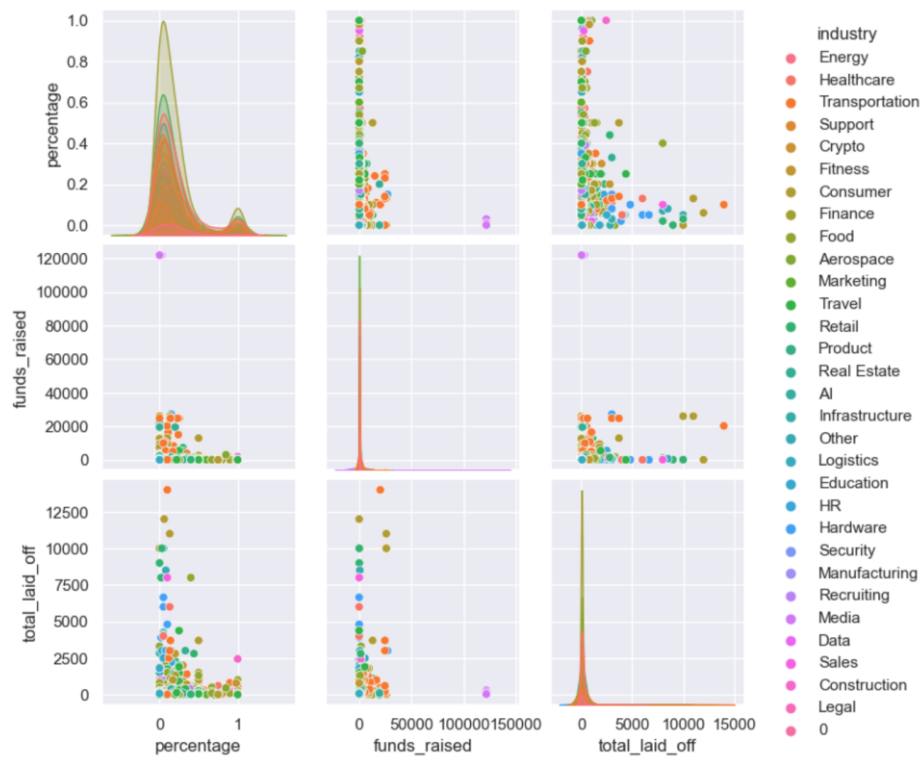 1.0
0.8
0.6
0.4
0.2
0.0
percentage
120000
100000
80000
60000
40000
20000
0
funds_raised
12500
10000
7500
5000
2500
0
total_laid_off
0 1
percentage
0 50000 100000 150000
funds_raised
0 5000 10000 15000
total_laid_off
industry
Energy
Healthcare
Transportation
Support
Crypto
Fitness
Consumer
Finance
Food
Aerospace
Marketing
Travel
Retail
Product
Real Estate
AI
Infrastructure
Other
Logistics
Education
HR
Hardware
Security
Manufacturing
Recruiting
Media
Data
Sales
Construction
Legal
0